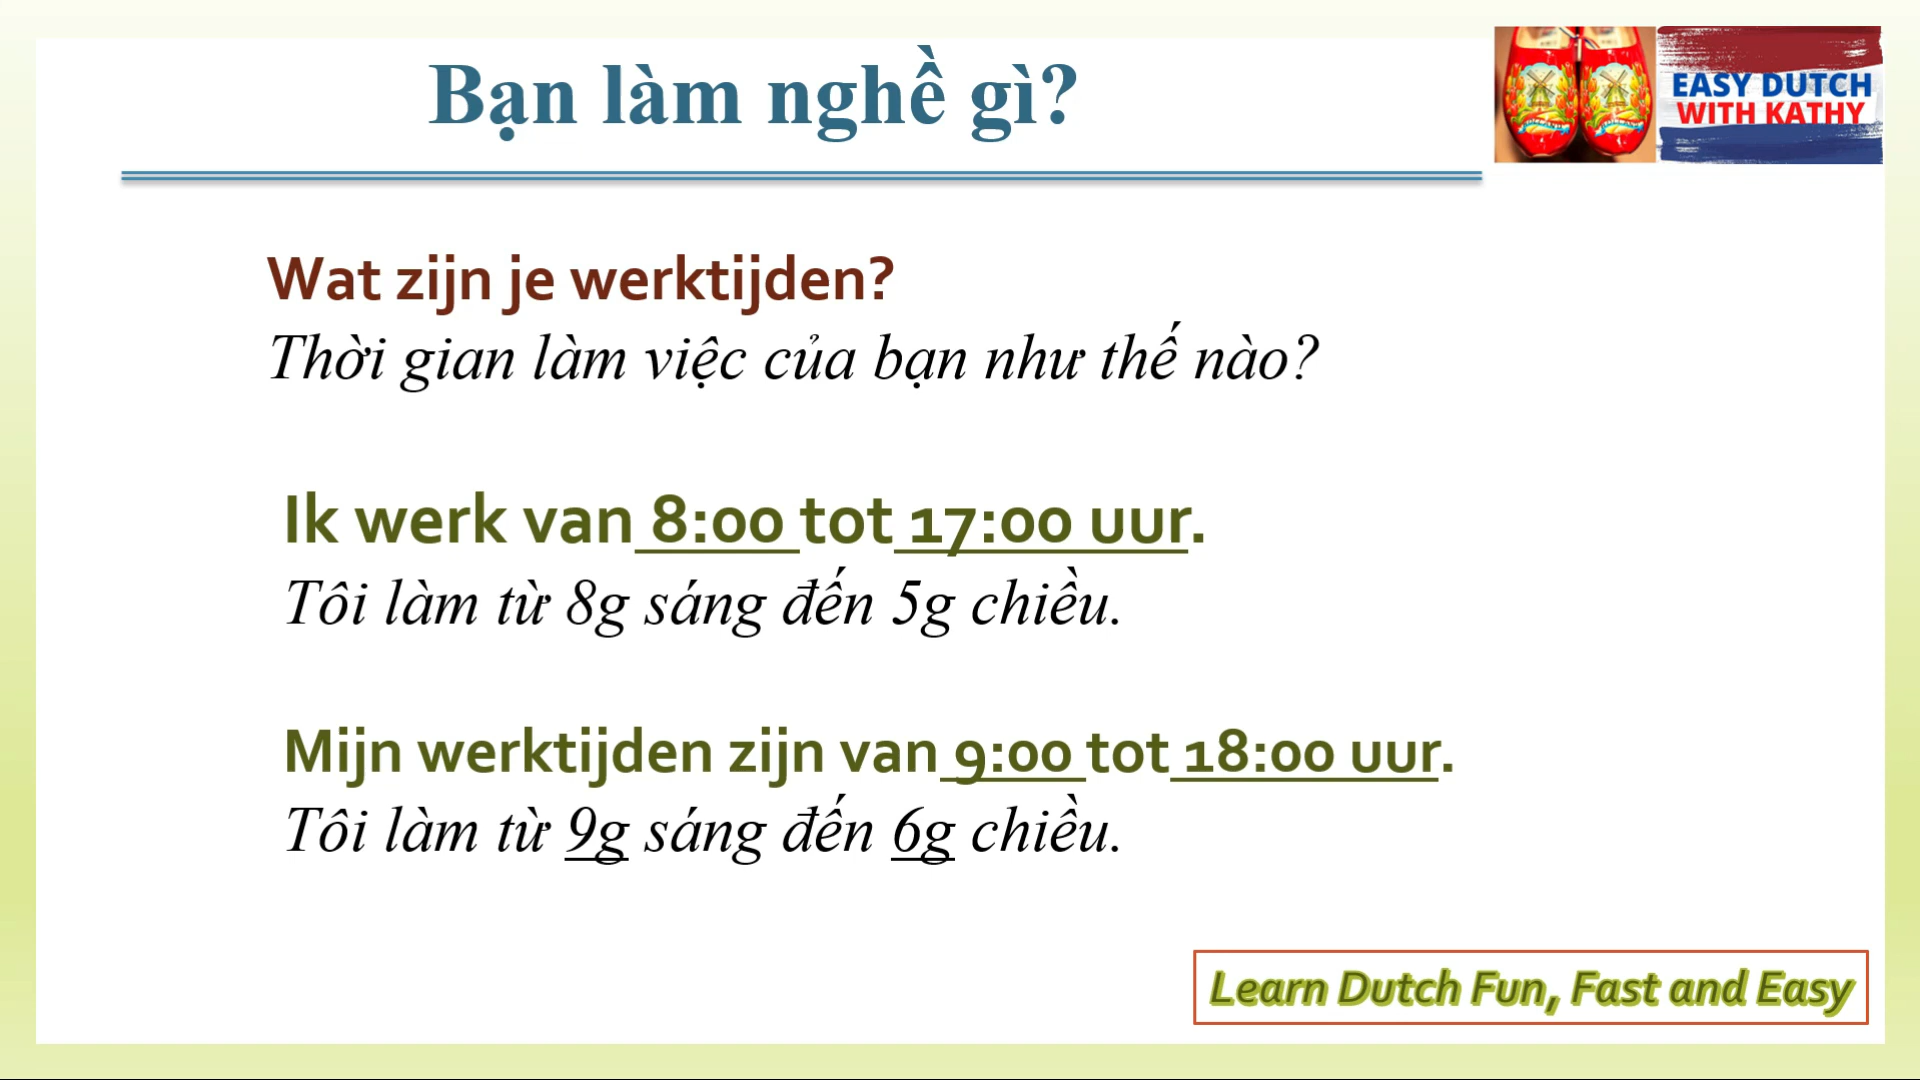 Bạn làm nghề gì?
EASY DUTCH
WITH KATHY
Wat zijn je werktijden?
Thời gian làm việc của bạn như thế nào?
Ik werk van 8:00 tot 17:00 uur.
Tôi làm từ 8g sáng đến 5g chiều.
Mijn werktijden zijn van 9:00 tot 18:00 uur.
Tôi làm từ 9g sáng đến 6g chiều.
Learn Dutch Fun, Fast and Easy